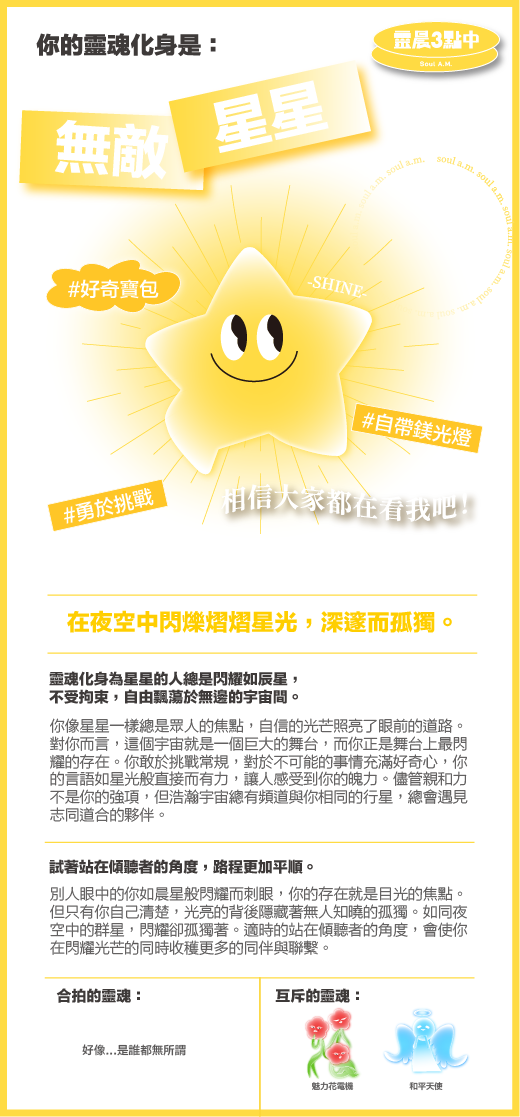 你的靈魂化身是：
靈晨3點中
Soul A.M.
無敵
星星
soul a.m. soul a.m. soul a.m. soul a.m. soul a.m.
#好奇寶包
-SHINE-
#自帶鎂光燈
#勇於挑戰
相信大家都在看我吧！
在夜空中閃爍熠熠星光，深邃而孤獨。
靈魂化身為星星的人總是閃耀如辰星，
不受拘束，自由飄蕩於無邊的宇宙間。
你像星星一樣總是眾人的焦點，自信的光芒照亮了眼前的道路。
對你而言，這個宇宙就是一個巨大的舞台，而你正是舞台上最閃
耀的存在。你敢於挑戰常規，對於不可能的事情充滿好奇心，你
的言語如星光般直接而有力，讓人感受到你的魄力。儘管親和力
不是你的強項，但浩瀚宇宙總有頻道與你相同的行星，總會遇見
志同道合的夥伴。
試著站在傾聽者的角度，路程更加平順。
別人眼中的你如晨星般閃耀而刺眼，你的存在就是目光的焦點。
但只有你自己清楚，光亮的背後隱藏著無人知曉的孤獨。如同夜
空中的群星，閃耀卻孤獨著。適時的站在傾聽者的角度，會使你
在閃耀光芒的同時收穫更多的同伴與聯繫。
合拍的靈魂：
好像...是誰都無所謂
互斥的靈魂：
魅力花電機
和平天使